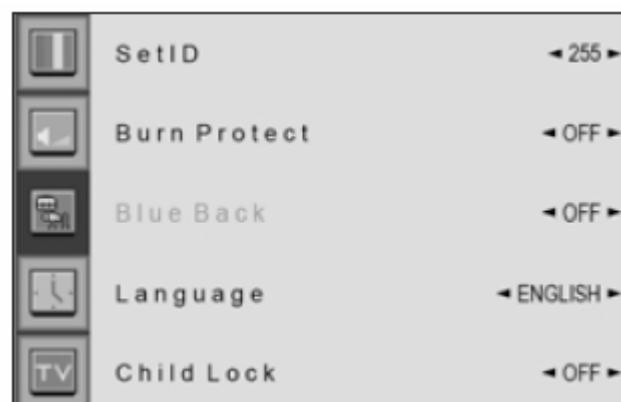 SetID ◄ 255 ►
Burn Protect ◄ OFF ►
Blue Back ◄ OFF ►
Language ◄ ENGLISH ►
TV Child Lock ◄ OFF ►